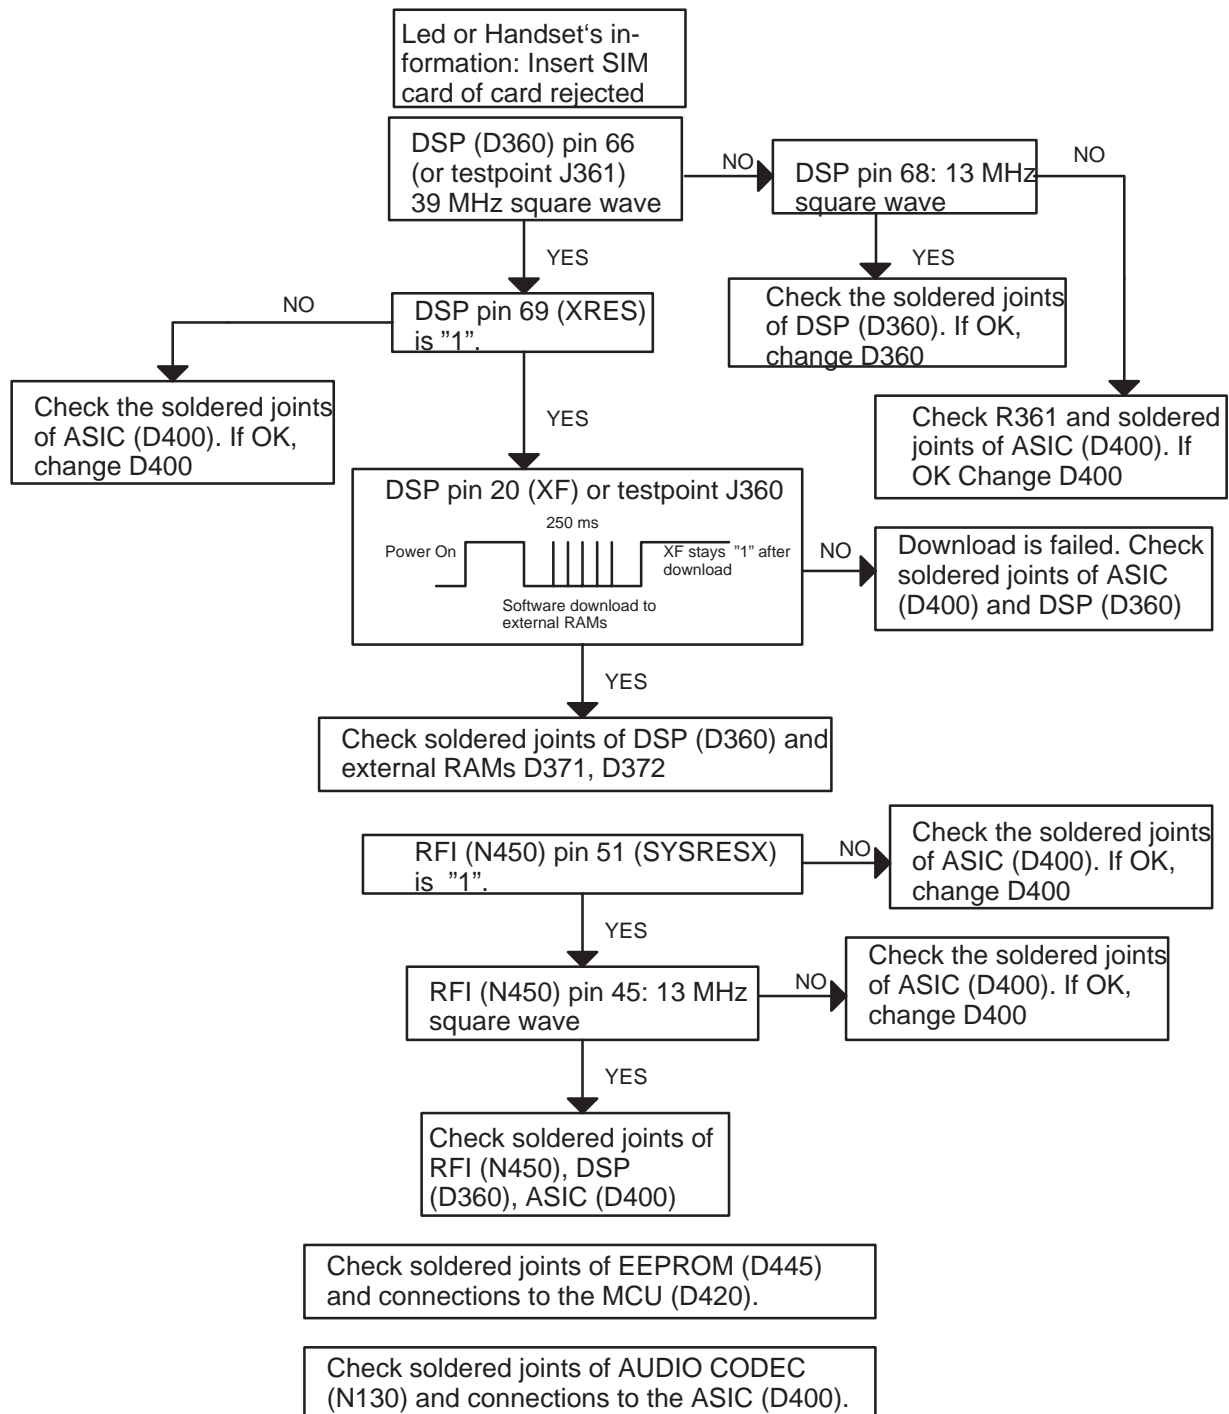 Led or Handset‘s in-
formation: Insert SIM
card of card rejected
DSP (D360) pin 66
(or testpoint J361)
39 MHz square wave
NO
DSP pin 68: 13 MHz
square wave
NO
YES
YES
Check the soldered joints
of DSP (D360). If OK,
change D360
NO
DSP pin 69 (XRES)
is ”1”.
Check the soldered joints
of ASIC (D400). If OK,
change D400
YES
Check R361 and soldered
joints of ASIC (D400). If
OK Change D400
DSP pin 20 (XF) or testpoint J360
250 ms
Power On
XF stays ”1” after
download
Software download to
external RAMs
NO
Download is failed. Check
soldered joints of ASIC
(D400) and DSP (D360)
YES
Check soldered joints of DSP (D360) and
external RAMs D371, D372
RFI (N450) pin 51 (SYSRESX)
is ”1”.
NO
Check the soldered joints
of ASIC (D400). If OK,
change D400
YES
RFI (N450) pin 45: 13 MHz
square wave
NO
Check the soldered joints
of ASIC (D400). If OK,
change D400
YES
Check soldered joints of
RFI (N450), DSP
(D360), ASIC (D400)
Check soldered joints of EEPROM (D445)
and connections to the MCU (D420).
Check soldered joints of AUDIO CODEC
(N130) and connections to the ASIC (D400).